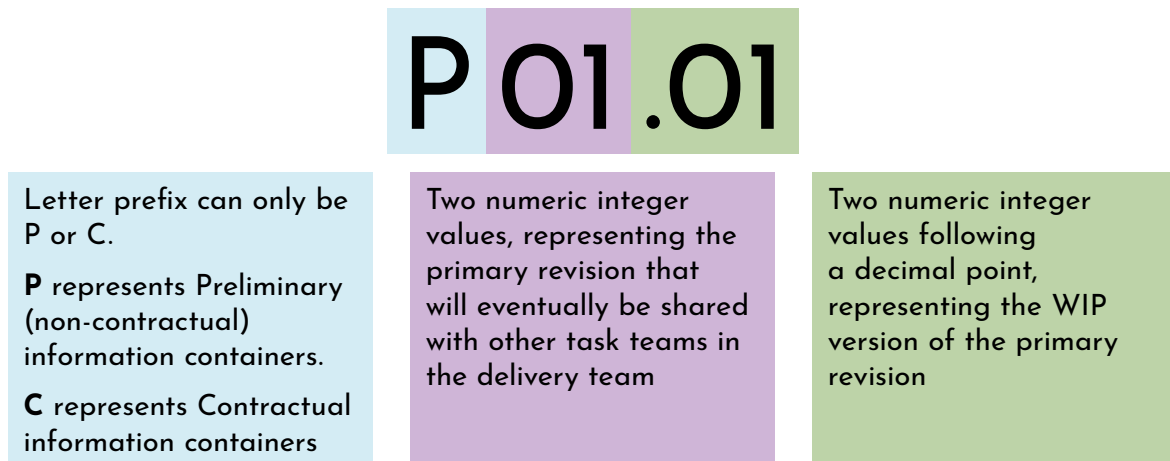 P 01 .01
Letter prefix can only be
P or C.
P represents Preliminary
(non-contractual)
information containers.
C represents Contractual
information containers
Two numeric integer
values, representing the
primary revision that
will eventually be shared
with other task teams in
the delivery team
Two numeric integer
values following
a decimal point,
representing the WIP
version of the primary
revision